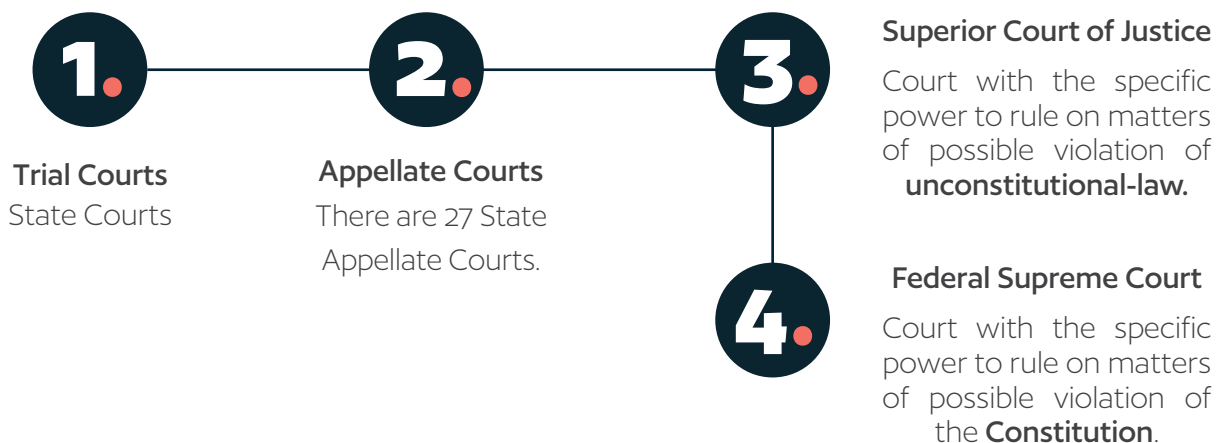 1.
Trial Courts
State Courts
2.
Appellate Courts
There are 27 State
Appellate Courts.
3.
Superior Court of Justice
Court with the specific
power to rule on matters
of possible violation of
unconstitutional-law.
4.
Federal Supreme Court
Court with the specific
power to rule on matters
of possible violation of
the Constitution.